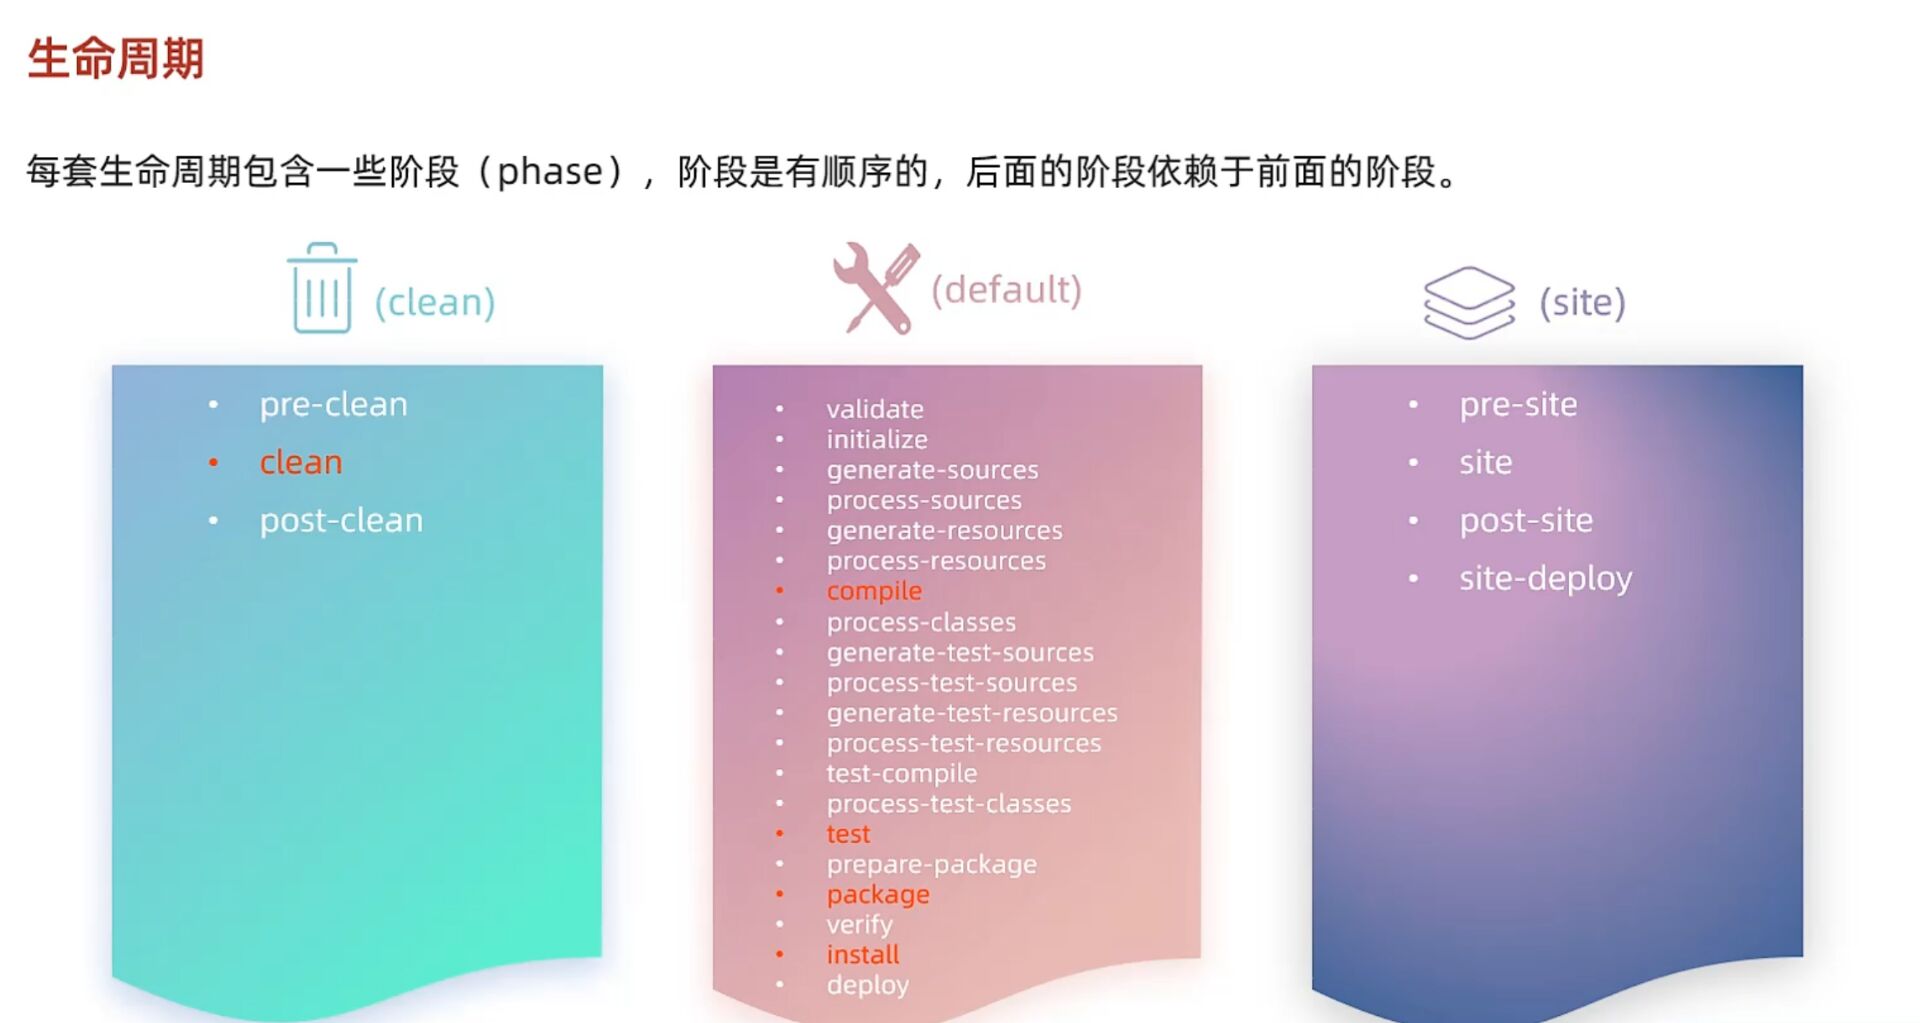 生命周期
每套生命周期包含一些阶段（phase），阶段是有顺序的，后面的阶段依赖于前面的阶段。
(clean)
• pre-clean
• clean
• post-clean
(default)
• validate
• initialize
• generate-sources
• process-sources
• generate-resources
• process-resources
• compile
• process-classes
• generate-test-sources
• process-test-sources
• generate-test-resources
• process-test-resources
• test-compile
• process-test-classes
• test
• prepare-package
• package
• verify
• install
• deploy
(site)
• pre-site
• site
• post-site
• site-deploy